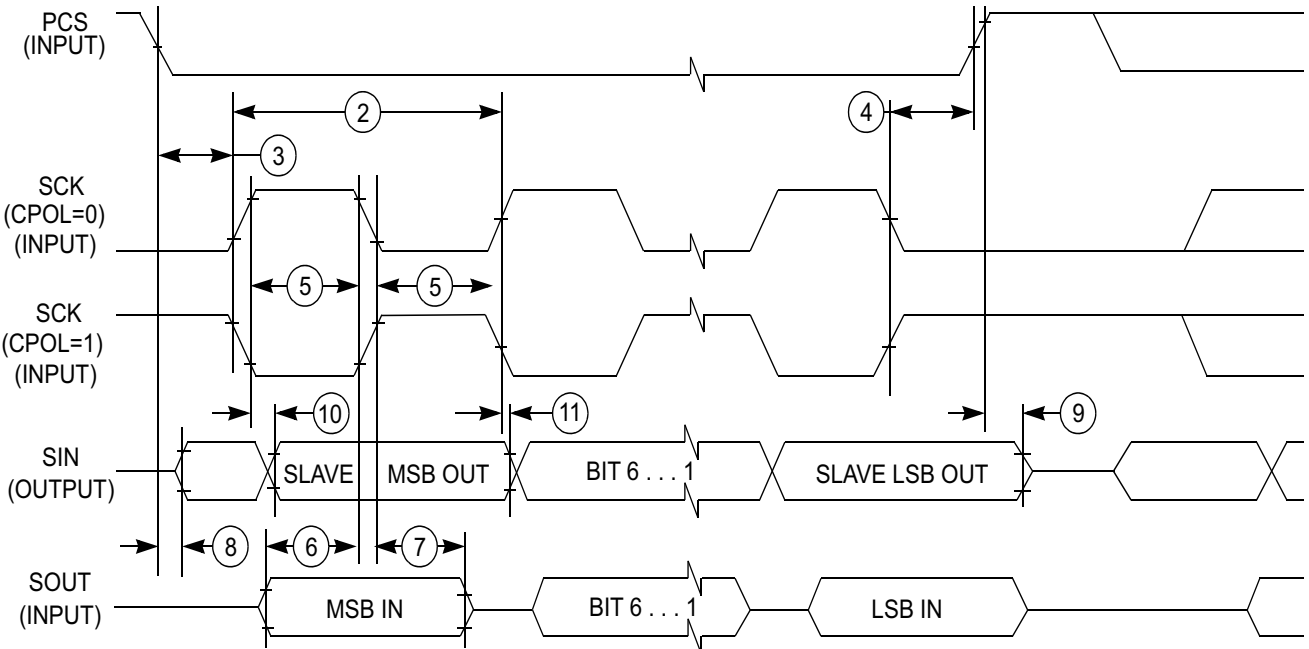 PCS
(INPUT)
2
4
3
SCK
(CPOL=0)
(INPUT)
5
5
SCK
(CPOL=1)
(INPUT)
10
11
9
SIN
(OUTPUT)
SLAVE
MSB OUT
BIT 6 . . . 1
SLAVE LSB OUT
8
6
7
SOUT
(INPUT)
MSB IN
BIT 6 . . . 1
LSB IN